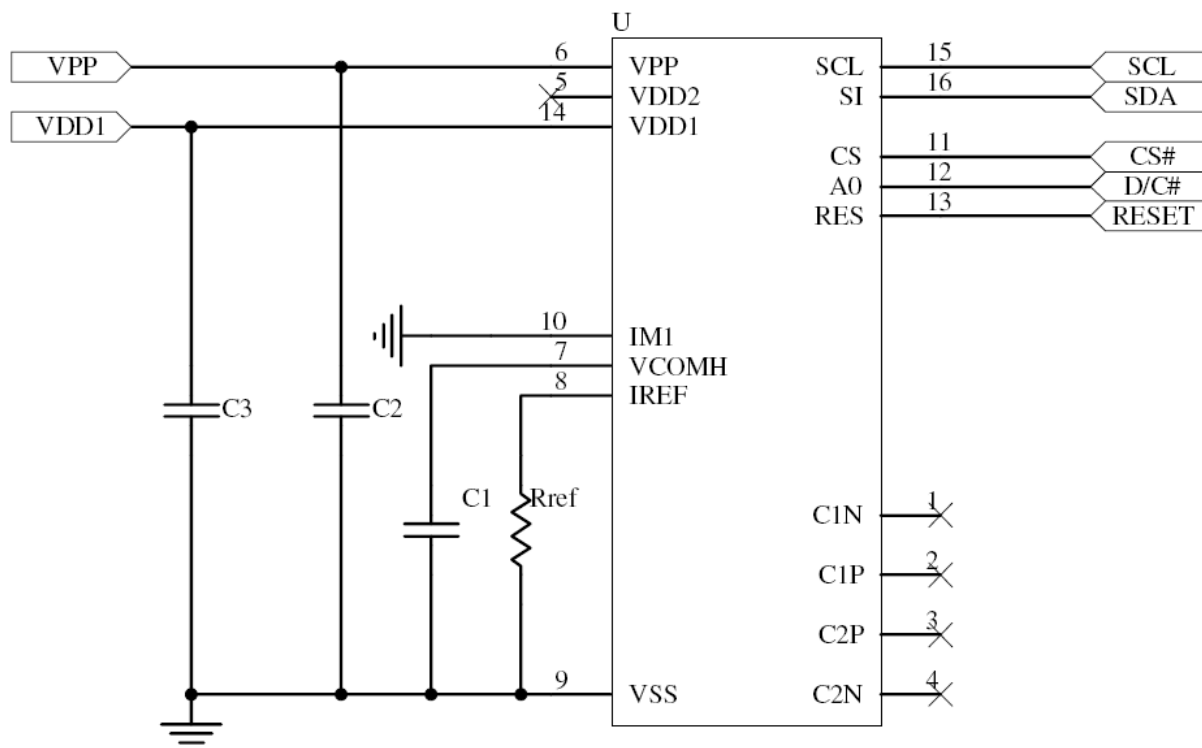 U
VPP 6 VPP SCL 15 SCL
5 VDD2 SI 16 SDA
VDD1 14 VDD1
CS 11 CS#
A0 12 D/C#
RES 13 RESET
10 IM1
7 VCOMH
8 IREF
C3 C2
C1 Rref C1N 1
C1P 2
C2P 3
9 VSS C2N 4